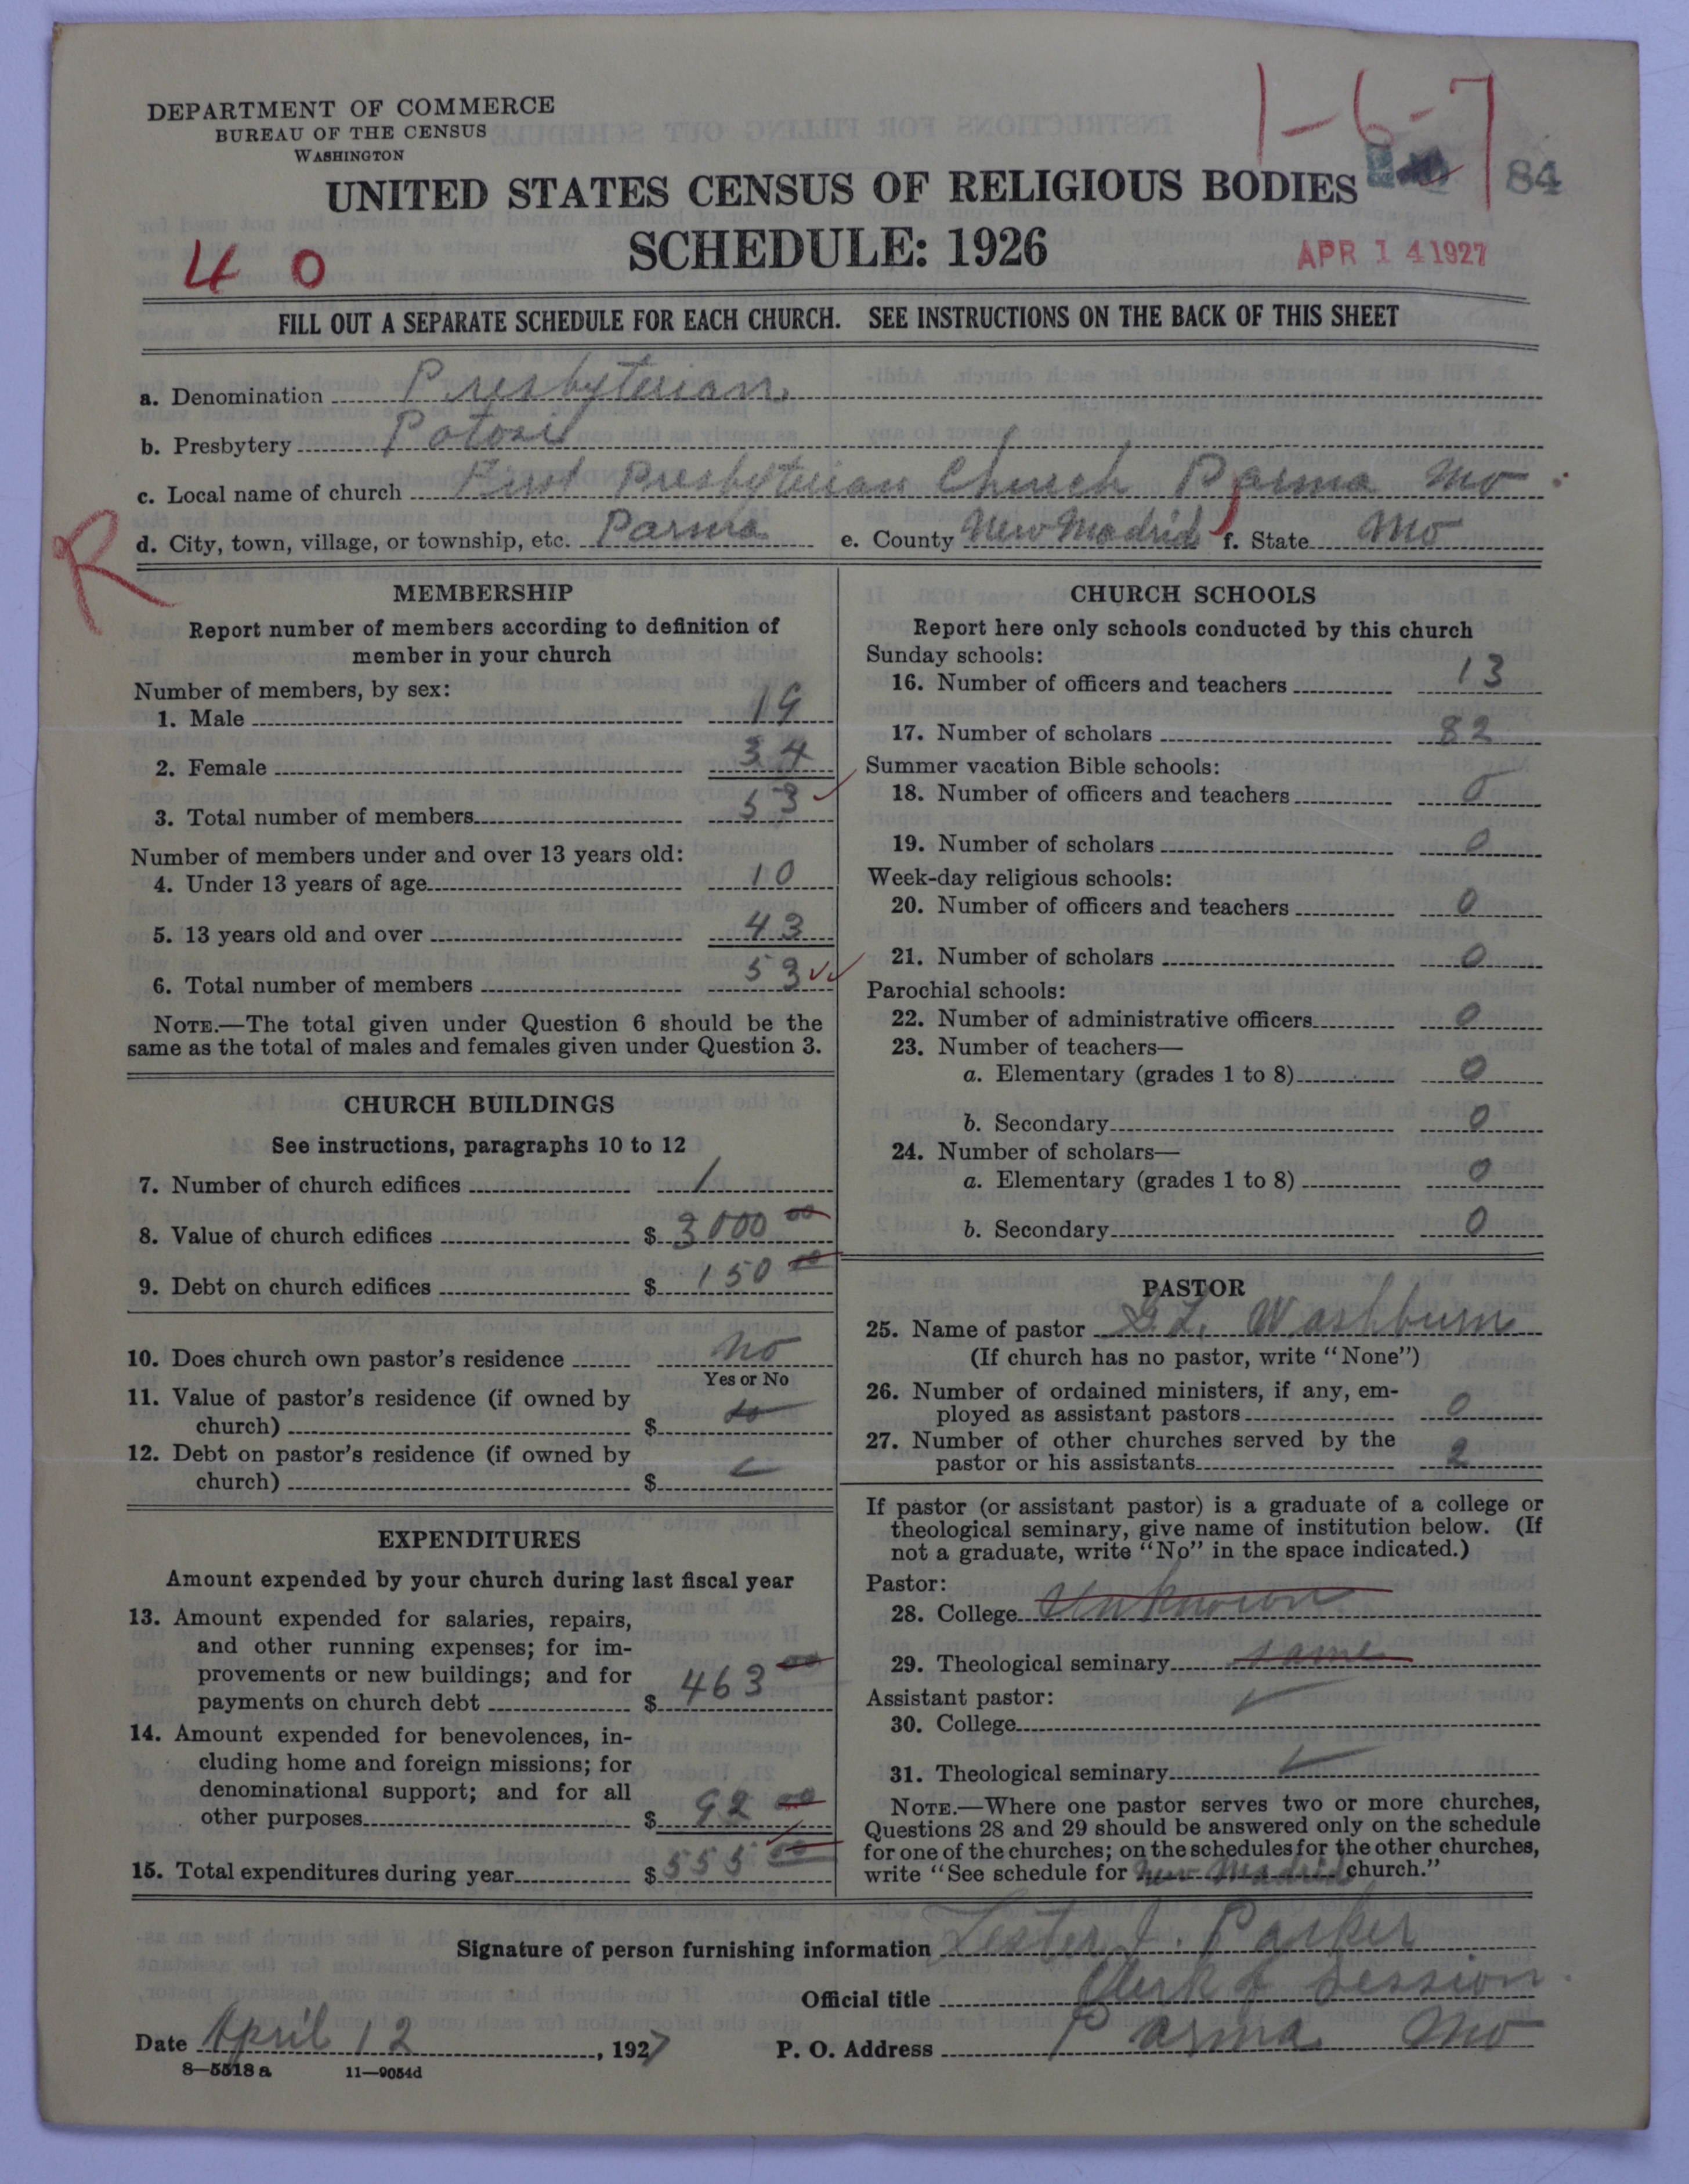 DEPARTMENT OF COMMERCE
BUREAU OF THE CENSUS
WASHINGTON
1-6-7
84
UNITED STATES CENSUS OF RELIGIOUS BODIES
SCHEDULE: 1926
40
APR 14 1927
FILL OUT A SEPARATE SCHEDULE FOR EACH CHURCH. SEE INSTRUCTIONS ON THE BACK OF THIS SHEET
a. Denomination Presbyterian
b. Presbytery Potosi
c. Local name of church First Presbyterian Church Parma Mo
d. City, town, village, or township, etc. Parma e. County New Madrid f. State Mo
R
MEMBERSHIP
Report number of members according to definition of
member in your church
Number of members, by sex:
1. Male 19
2. Female 34
3. Total number of members 53
Number of members under and over 13 years old:
4. Under 13 years of age 10
5. 13 years old and over 43
6. Total number of members 53
NOTE.—The total given under Question 6 should be the
same as the total of males and females given under Question 3.
CHURCH BUILDINGS
See instructions, paragraphs 10 to 12
7. Number of church edifices 1
8. Value of church edifices $ 3000 00
9. Debt on church edifices $ 150 00
10. Does church own pastor's residence No
Yes or No
11. Value of pastor's residence (if owned by
church) $
12. Debt on pastor's residence (if owned by
church) $
EXPENDITURES
Amount expended by your church during last fiscal year
13. Amount expended for salaries, repairs,
and other running expenses; for im-
provements or new buildings; and for
payments on church debt $ 463 00
14. Amount expended for benevolences, in-
cluding home and foreign missions; for
denominational support; and for all
other purposes $ 92 00
15. Total expenditures during year $ 555 00
CHURCH SCHOOLS
Report here only schools conducted by this church
Sunday schools:
16. Number of officers and teachers 13
17. Number of scholars 82
Summer vacation Bible schools:
18. Number of officers and teachers 0
19. Number of scholars 0
Week-day religious schools:
20. Number of officers and teachers 0
21. Number of scholars 0
Parochial schools:
22. Number of administrative officers 0
23. Number of teachers—
a. Elementary (grades 1 to 8) 0
b. Secondary 0
24. Number of scholars—
a. Elementary (grades 1 to 8) 0
b. Secondary 0
PASTOR
25. Name of pastor L. Washburn
(If church has no pastor, write "None")
26. Number of ordained ministers, if any, em-
ployed as assistant pastors 0
27. Number of other churches served by the
pastor or his assistants 2
If pastor (or assistant pastor) is a graduate of a college or
theological seminary, give name of institution below. (If
not a graduate, write "No" in the space indicated.)
Pastor:
28. College Unknown
29. Theological seminary same
Assistant pastor:
30. College
31. Theological seminary
NOTE.—Where one pastor serves two or more churches,
Questions 28 and 29 should be answered only on the schedule
for one of the churches; on the schedules for the other churches,
write "See schedule for New Madrid church."
Signature of person furnishing information Lester J. Parker
Official title Clerk of Session
Date April 12, 1927 P. O. Address Parma Mo
8—5518 a 11—9054d